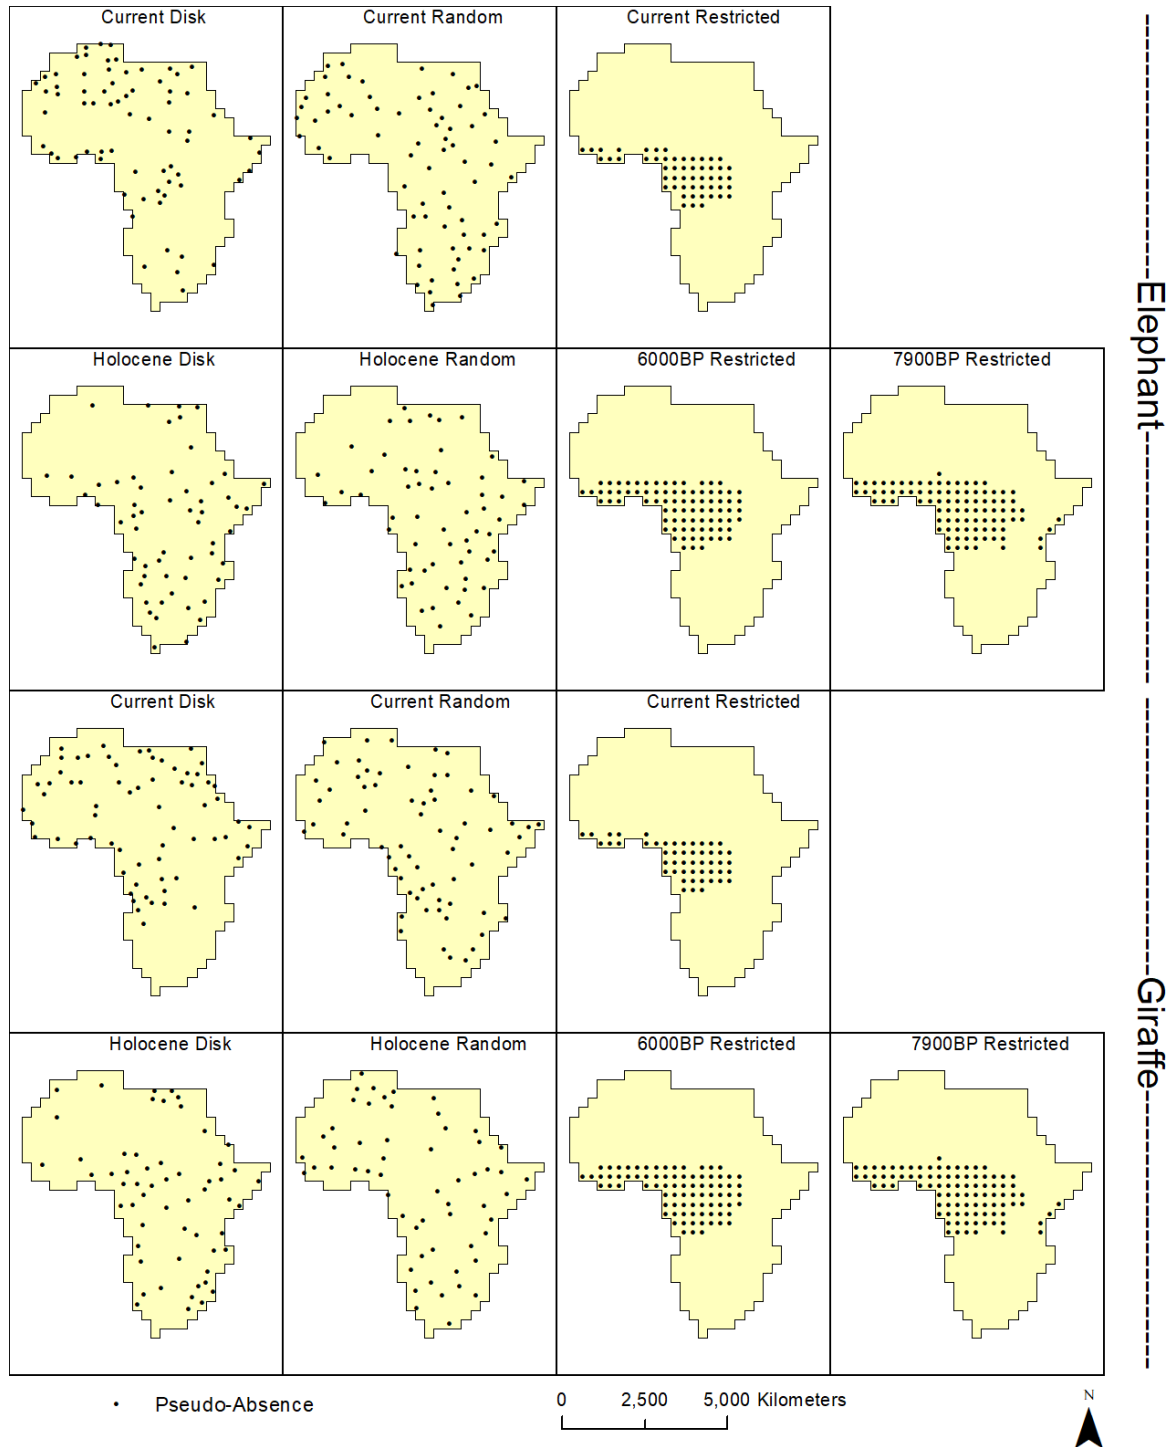 Current Disk
Current Random
Current Restricted
Holocene Disk
Holocene Random
6000BP Restricted
7900BP Restricted
Elephant
Current Disk
Current Random
Current Restricted
Holocene Disk
Holocene Random
6000BP Restricted
7900BP Restricted
Giraffe
Pseudo-Absence
0 2,500 5,000 Kilometers
N